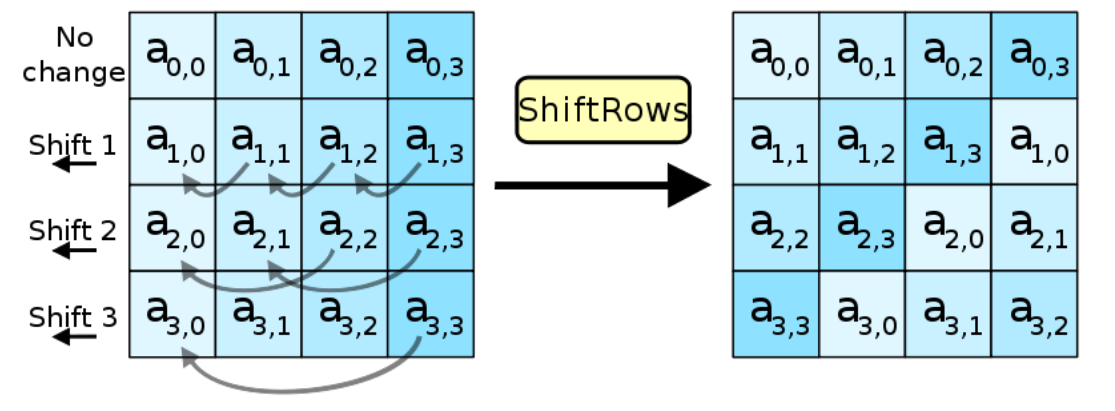 No
change
a0,0 a0,1 a0,2 a0,3
ShiftRows
a0,0 a0,1 a0,2 a0,3
Shift 1
a1,0 a1,1 a1,2 a1,3
a1,1 a1,2 a1,3 a1,0
Shift 2
a2,0 a2,1 a2,2 a2,3
a2,2 a2,3 a2,0 a2,1
Shift 3
a3,0 a3,1 a3,2 a3,3
a3,3 a3,0 a3,1 a3,2